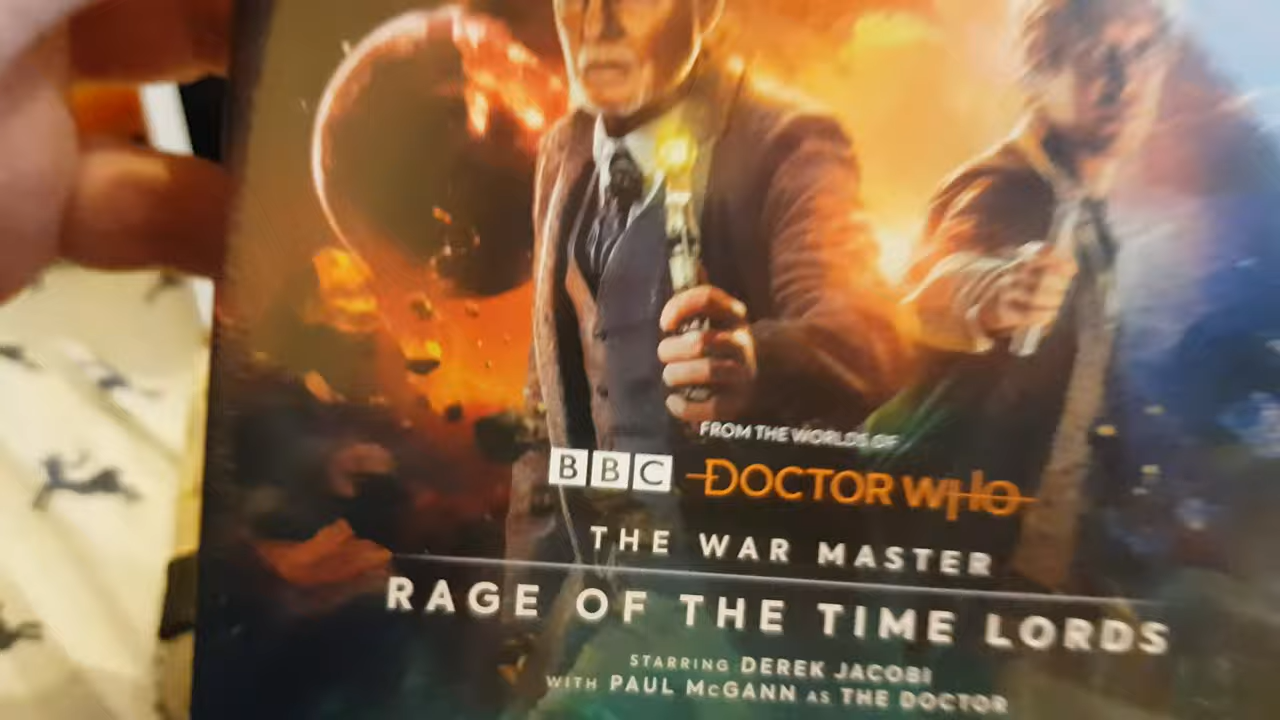 FROM THE WORLDS OF
BBC DOCTOR WHO
THE WAR MASTER
RAGE OF THE TIME LORDS
STARRING DEREK JACOBI
WITH PAUL McGANN AS THE DOCTOR